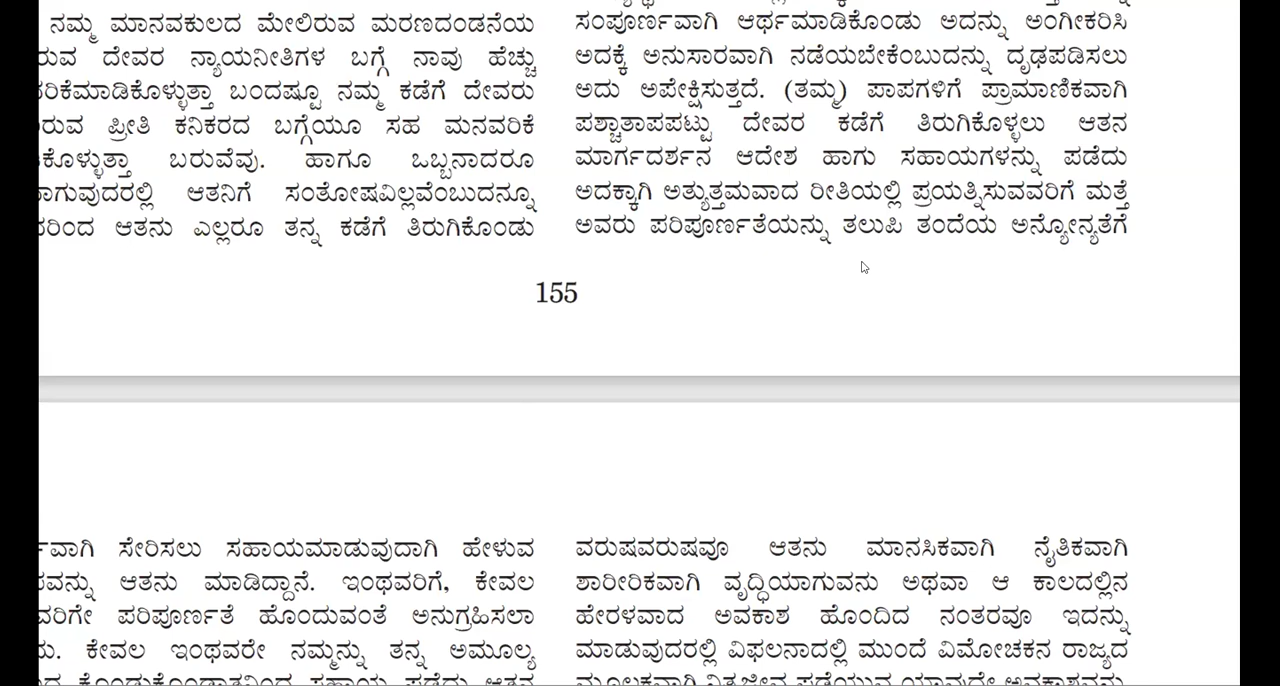 ನಮ್ಮ ಮಾನವಕುಲದ ಮೇಲಿರುವ ಮರಣದಂಡನೆಯ
ದೇವರ ನ್ಯಾಯನೀತಿಗಳ ಬಗ್ಗೆ ನಾವು ಹೆಚ್ಚು
ಬಂದಷ್ಟೂ ನಮ್ಮ ಕಡೆಗೆ ದೇವರು
ಪ್ರೀತಿ ಕನಿಕರದ ಬಗ್ಗೆಯೂ ಸಹ ಮನವರಿಕೆ
ಬರುವೆವು. ಹಾಗೂ ಒಬ್ಬನಾದರೂ
ಆತನಿಗೆ ಸಂತೋಷವಿಲ್ಲವೆಂಬುದನ್ನೂ
ಆತನು ಎಲ್ಲರೂ ತನ್ನ ಕಡೆಗೆ ತಿರುಗಿಕೊಂಡು
ಸಂಪೂರ್ಣವಾಗಿ ಆರ್ಥಮಾಡಿಕೊಂಡು ಅದನ್ನು ಅಂಗೀಕರಿಸಿ
ಅದಕ್ಕೆ ಅನುಸಾರವಾಗಿ ನಡೆಯಬೇಕೆಂಬುದನ್ನು ದೃಢಪಡಿಸಲು
ಅದು ಅಪೇಕ್ಷಿಸುತ್ತದೆ. (ತಮ್ಮ) ಪಾಪಗಳಿಗೆ ಪ್ರಾಮಾಣಿಕವಾಗಿ
ಪಶ್ಚಾತಾಪಪಟ್ಟು ದೇವರ ಕಡೆಗೆ ತಿರುಗಿಕೊಳ್ಳಲು ಆತನ
ಮಾರ್ಗದರ್ಶನ ಆದೇಶ ಹಾಗು ಸಹಾಯಗಳನ್ನು ಪಡೆದು
ಅದಕ್ಕಾಗಿ ಅತ್ಯುತ್ತಮವಾದ ರೀತಿಯಲ್ಲಿ ಪ್ರಯತ್ನಿಸುವವರಿಗೆ ಮತ್ತೆ
ಅವರು ಪರಿಪೂರ್ಣತೆಯನ್ನು ತಲುಪಿ ತಂದೆಯ ಅನ್ಯೋನ್ಯತೆಗೆ
155
ಸೇರಿಸಲು ಸಹಾಯಮಾಡುವುದಾಗಿ ಹೇಳುವ
ಆತನು ಮಾಡಿದ್ದಾನೆ. ಇಂಥವರಿಗೆ, ಕೇವಲ
ಪರಿಪೂರ್ಣತೆ ಹೊಂದುವಂತೆ ಅನುಗ್ರಹಿಸಲಾ
ಕೇವಲ ಇಂಥವರೇ ನಮ್ಮನ್ನು ತನ್ನ ಅಮೂಲ್ಯ
ವರುಷವರುಷವೂ ಆತನು ಮಾನಸಿಕವಾಗಿ ನೈತಿಕವಾಗಿ
ಶಾರೀರಿಕವಾಗಿ ವೃದ್ಧಿಯಾಗುವನು ಅಥವಾ ಆ ಕಾಲದಲ್ಲಿನ
ಹೇರಳವಾದ ಅವಕಾಶ ಹೊಂದಿದ ನಂತರವೂ ಇದನ್ನು
ಮಾಡುವುದರಲ್ಲಿ ವಿಫಲನಾದಲ್ಲಿ ಮುಂದೆ ವಿಮೋಚಕನ ರಾಜ್ಯದ